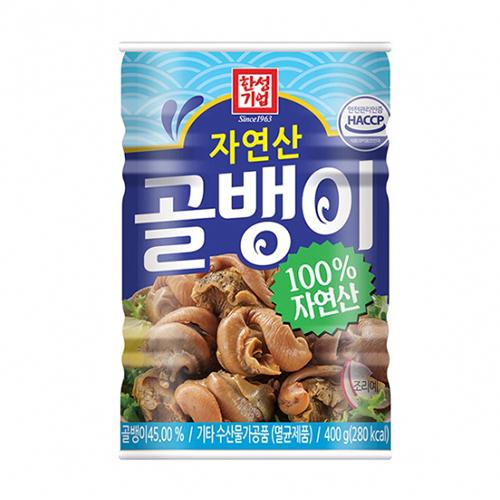 한성
기업
Since1963
안전관리인증
HACCP
자연산
골뱅이
100%
자연산
조리예
골뱅이45.00 % / 기타 수산물가공품 (멸균제품) / 400 g(280 kcal)